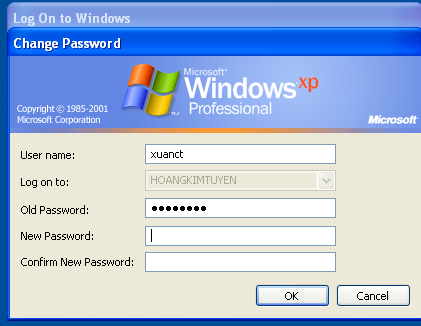 Log On to Windows
Change Password
Microsoft®
Windows xp
Professional
Copyright © 1985-2001
Microsoft Corporation
Microsoft
User name: xuanct
Log on to: HOANGKIMTUYEN
Old Password: ●●●●●●●●
New Password:
Confirm New Password:
OK Cancel